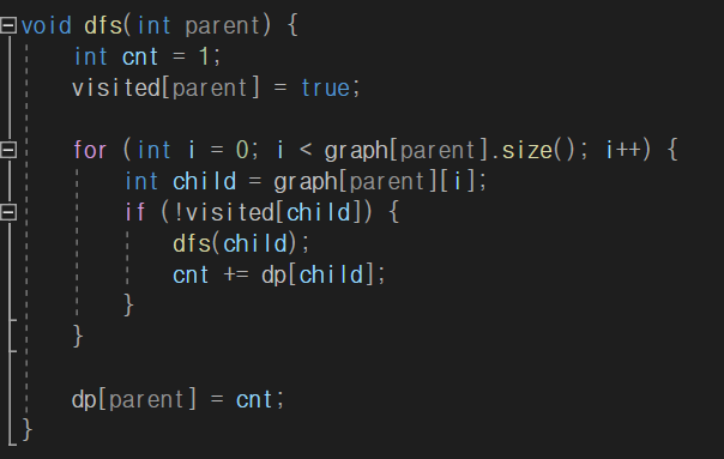 void dfs(int parent) {
    int cnt = 1;
    visited[parent] = true;

    for (int i = 0; i < graph[parent].size(); i++) {
        int child = graph[parent][i];
        if (!visited[child]) {
            dfs(child);
            cnt += dp[child];
        }
    }

    dp[parent] = cnt;
}